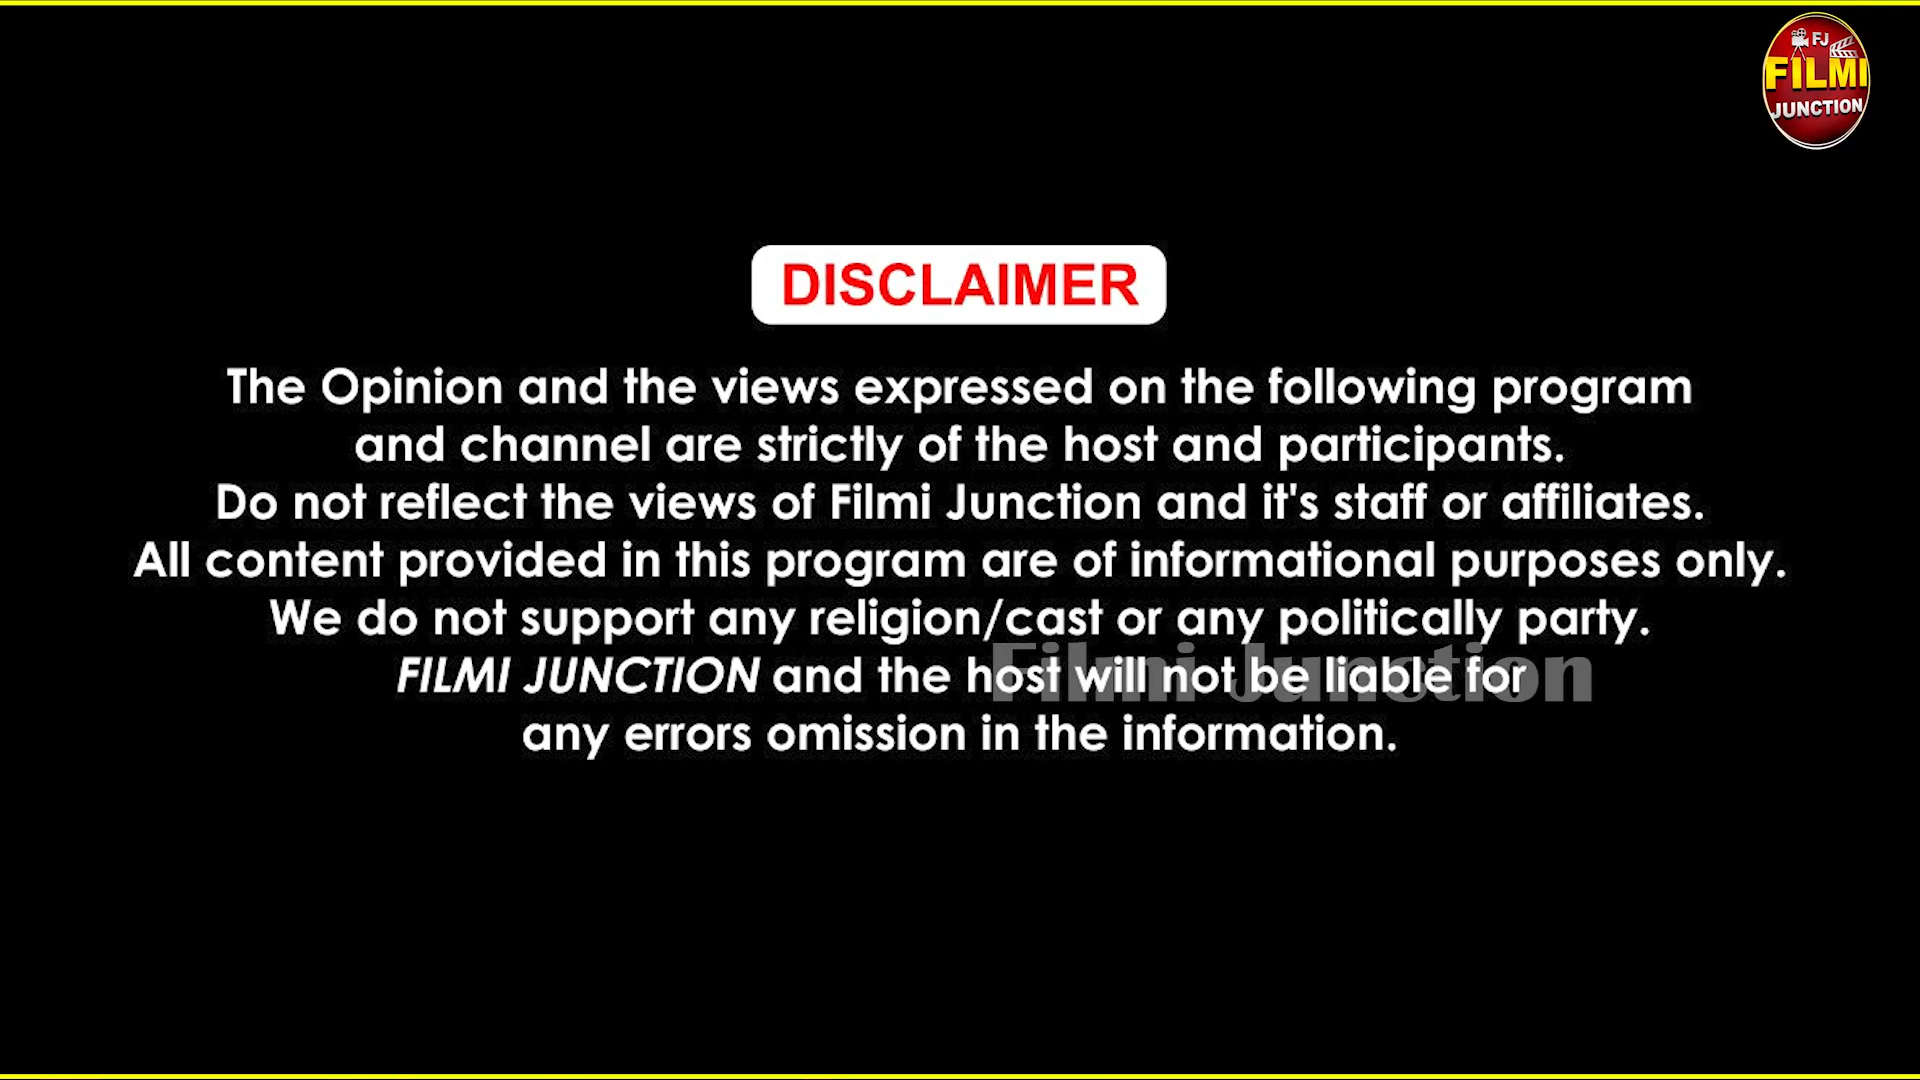 FJ
FILMI
JUNCTION
DISCLAIMER
The Opinion and the views expressed on the following program
and channel are strictly of the host and participants.
Do not reflect the views of Filmi Junction and it's staff or affiliates.
All content provided in this program are of informational purposes only.
We do not support any religion/cast or any politically party.
FILMI JUNCTION and the host will not be liable for
Filmi Junction
any errors omission in the information.